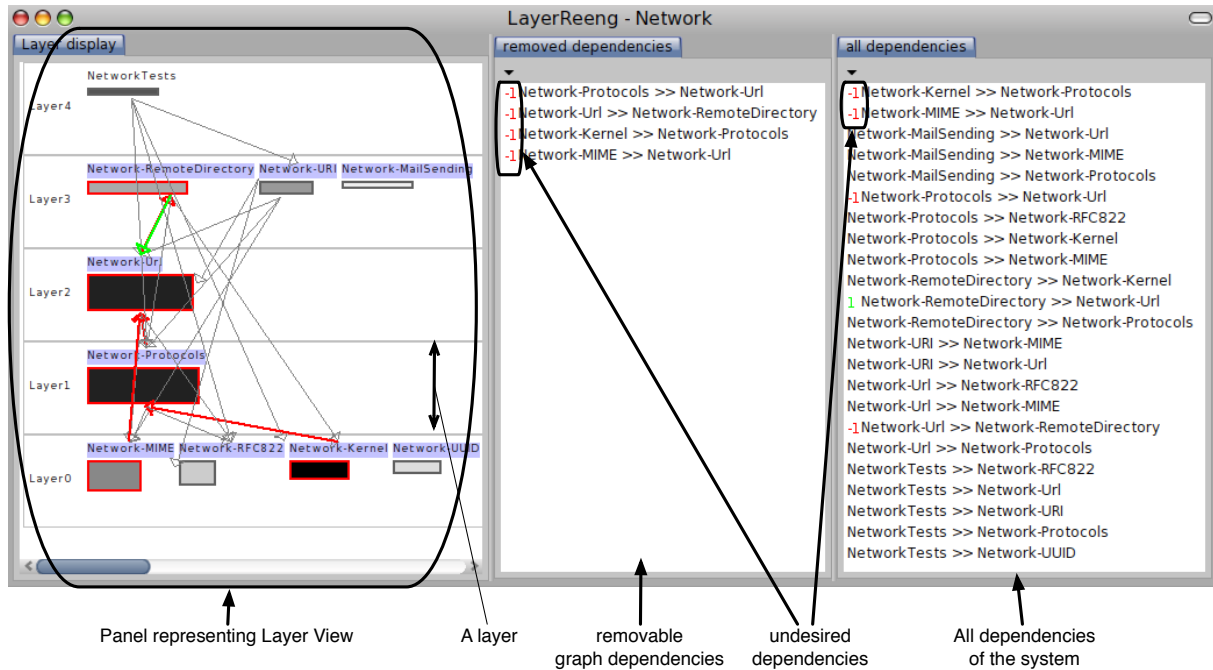 LayerReeng - Network
Layer display
NetworkTests
Layer4
Network-RemoteDirectory Network-URI Network-MailSending
Layer3
Network-Url
Layer2
Network-Protocols
Layer1
Network-MIME Network-RFC822 Network-Kernel Network-UUID
Layer0
removed dependencies
-1 Network-Protocols >> Network-Url
-1 Network-Url >> Network-RemoteDirectory
-1 Network-Kernel >> Network-Protocols
-1 Network-MIME >> Network-Url
all dependencies
-1 Network-Kernel >> Network-Protocols
-1 Network-MIME >> Network-Url
Network-MailSending >> Network-Url
Network-MailSending >> Network-MIME
Network-MailSending >> Network-Protocols
-1 Network-Protocols >> Network-Url
Network-Protocols >> Network-RFC822
Network-Protocols >> Network-Kernel
Network-Protocols >> Network-MIME
Network-RemoteDirectory >> Network-Kernel
1 Network-RemoteDirectory >> Network-Url
Network-RemoteDirectory >> Network-Protocols
Network-URI >> Network-MIME
Network-URI >> Network-Url
Network-Url >> Network-RFC822
Network-Url >> Network-MIME
-1 Network-Url >> Network-RemoteDirectory
Network-Url >> Network-Protocols
NetworkTests >> Network-RFC822
NetworkTests >> Network-Url
NetworkTests >> Network-URI
NetworkTests >> Network-Protocols
NetworkTests >> Network-UUID
Panel representing Layer View
A layer
removable
graph dependencies
undesired
dependencies
All dependencies
of the system